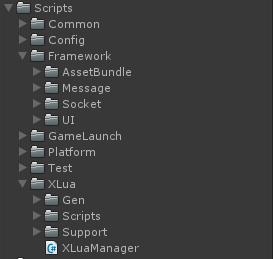 Scripts
Common
Config
Framework
AssetBundle
Message
Socket
UI
GameLaunch
Platform
Test
XLua
Gen
Scripts
Support
XLuaManager